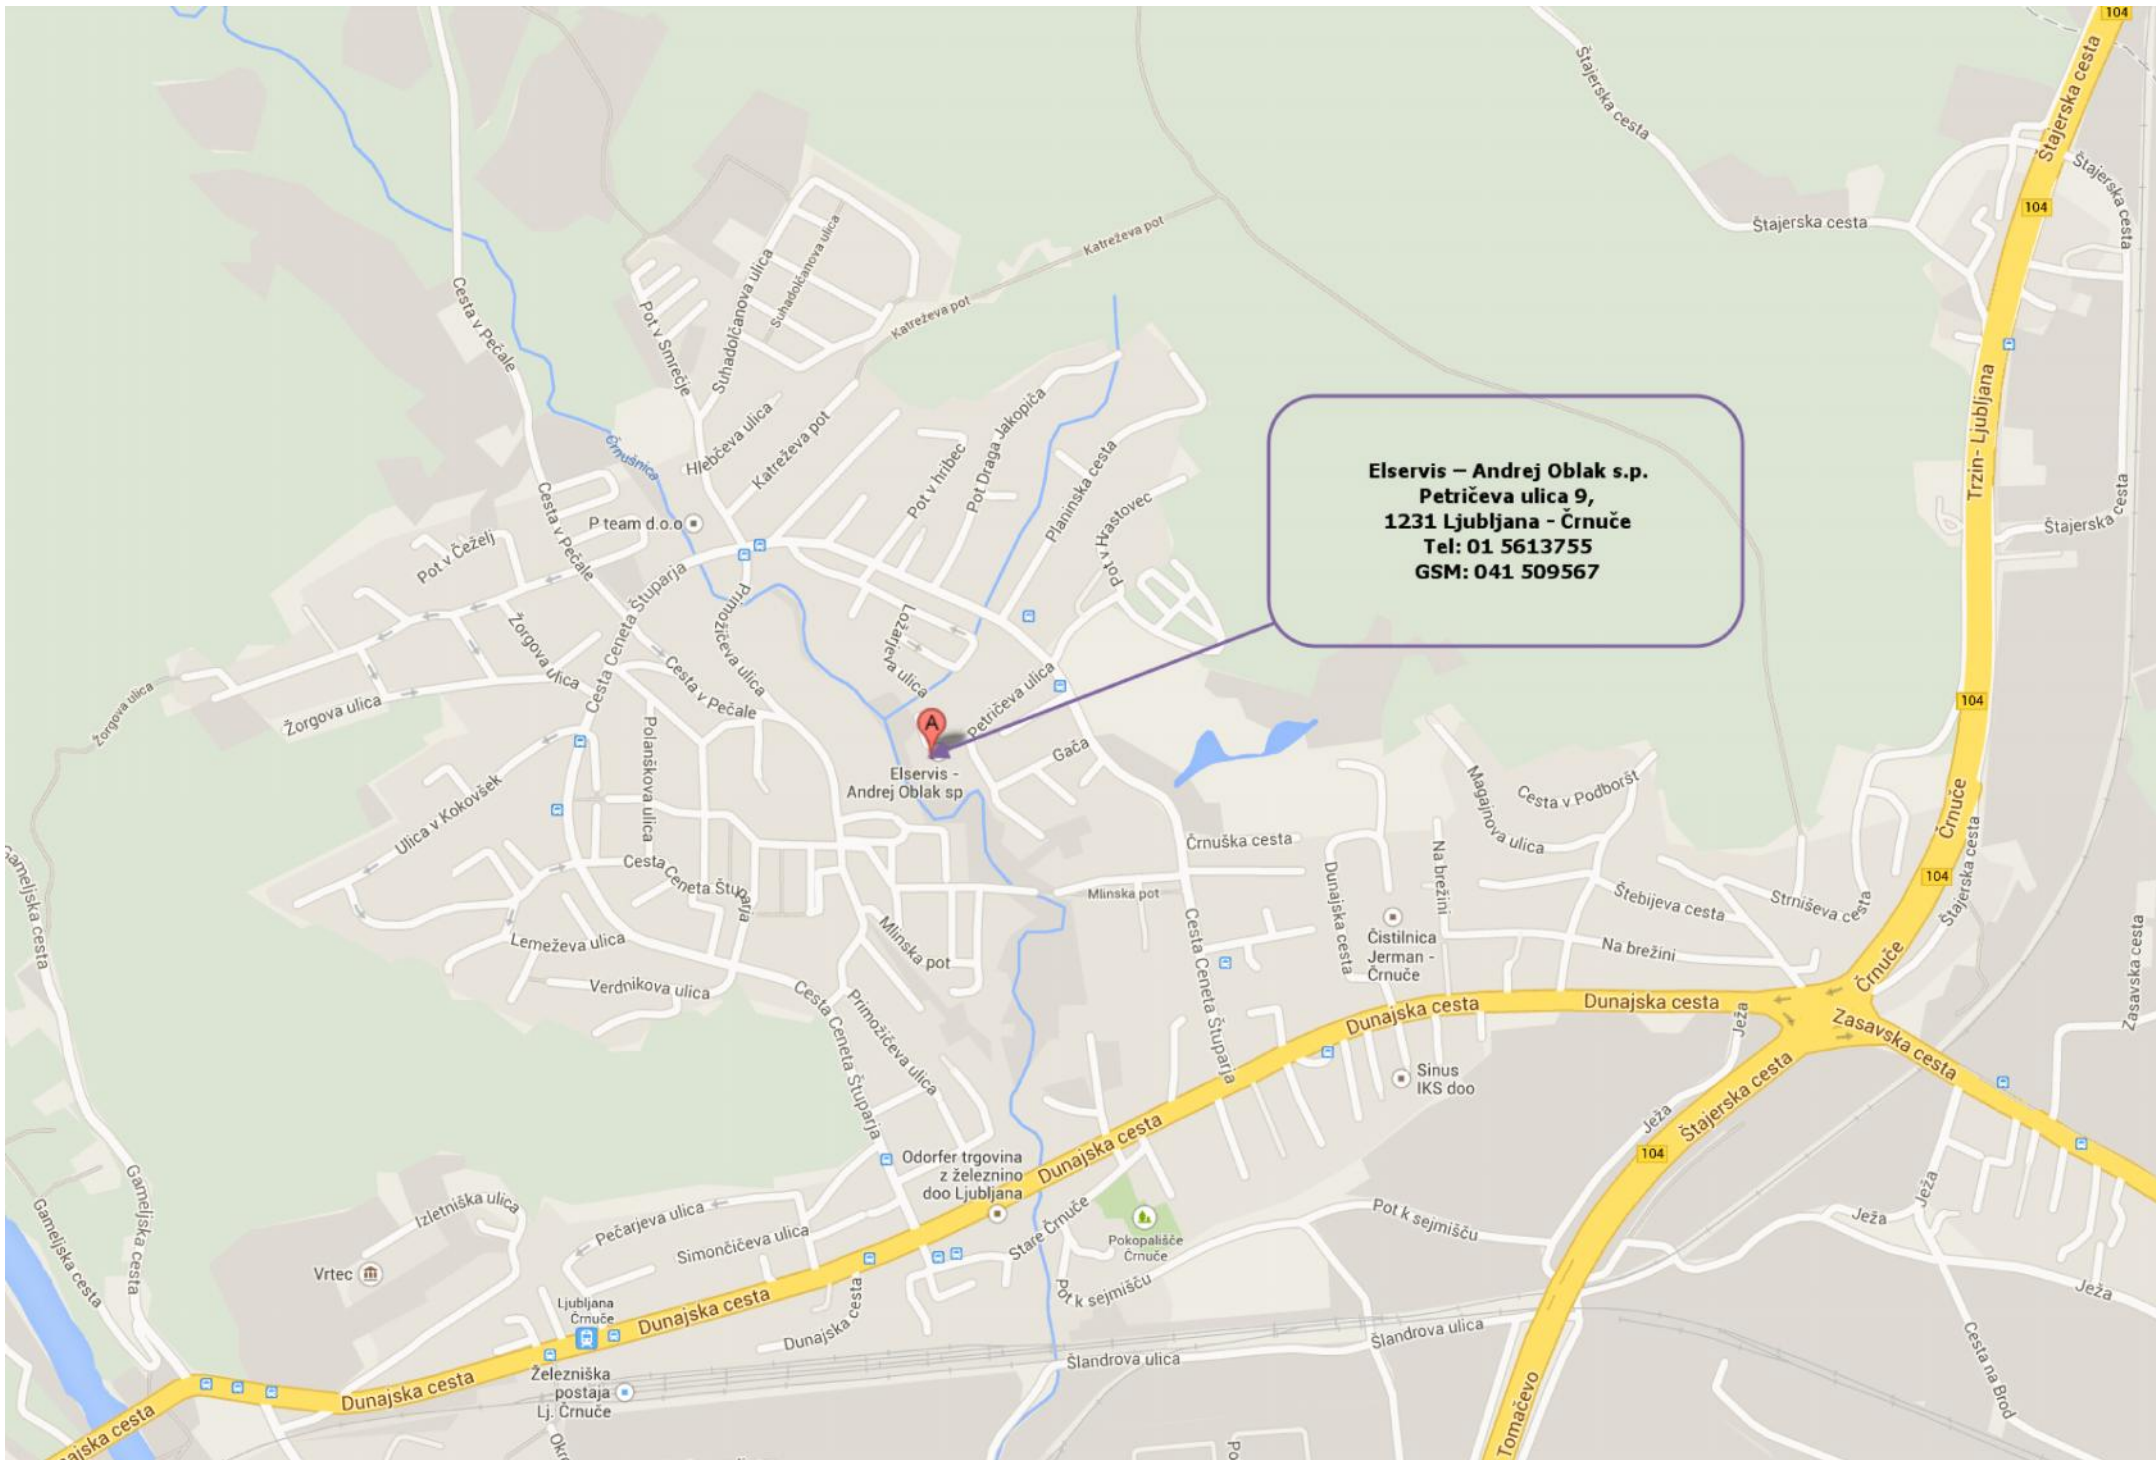 104
Štajerska cesta
Štajerska cesta
Štajerska cesta
Štajerska cesta
104
Katreževa pot
Suhadolčanova ulica
Suhadolčanova ulica
Cesta v Pečale
Pot v Smrečje
Katreževa pot
Trzin- Ljubljana
Pot Draga Jakopiča
Hlebčeva ulica
Katreževa pot
Črnušnica
Pot v hribec
Planinska cesta
Elservis – Andrej Oblak s.p.
Petričeva ulica 9,
1231 Ljubljana - Črnuče
Tel: 01 5613755
GSM: 041 509567
Cesta v Pečale
P team d.o.o
Pot v Hrastovec
Štajerska cesta
Pot v Čeželj
Cesta Ceneta Štuparja
Primožičeva ulica
Ložarjeva ulica
Žorgova ulica
Cesta v Pečale
Petričeva ulica
Žorgova ulica
Žorgova ulica
104
A
Polanškova ulica
Gača
Elservis -
Andrej Oblak sp
Magajnova ulica
Cesta v Podboršt
Črnuče
Ulica v Kokovšek
Črnuška cesta
Na brežini
Štajerska cesta
104
Cesta Ceneta Štuparja
Mlinska pot
Dunajska cesta
Štebijeva cesta
Strniševa cesta
Gameljska cesta
Lemeževa ulica
Mlinska pot
Cesta Ceneta Štuparja
Čistilnica
Jerman -
Črnuče
Na brežini
Črnuče
Zasavska cesta
Verdnikova ulica
Cesta Ceneta Štuparja
Primožičeva ulica
Dunajska cesta
Dunajska cesta
Ježa
Zasavska cesta
Sinus
IKS doo
Štajerska cesta
Ježa
104
Dunajska cesta
Odorfer trgovina
z železnino
doo Ljubljana
Gameljska cesta
Gameljska cesta
Izletniška ulica
Pečarjeva ulica
Simončičeva ulica
Stare Črnuče
Pokopališče
Črnuče
Pot k sejmišču
Ježa
Ježa
Vrtec
Pot k sejmišču
Ježa
Ljubljana
Črnuče
Dunajska cesta
Dunajska cesta
Šlandrova ulica
Šlandrova ulica
Cesta na Brod
Železniška
postaja
Lj. Črnuče
Dunajska cesta
Tomačevo